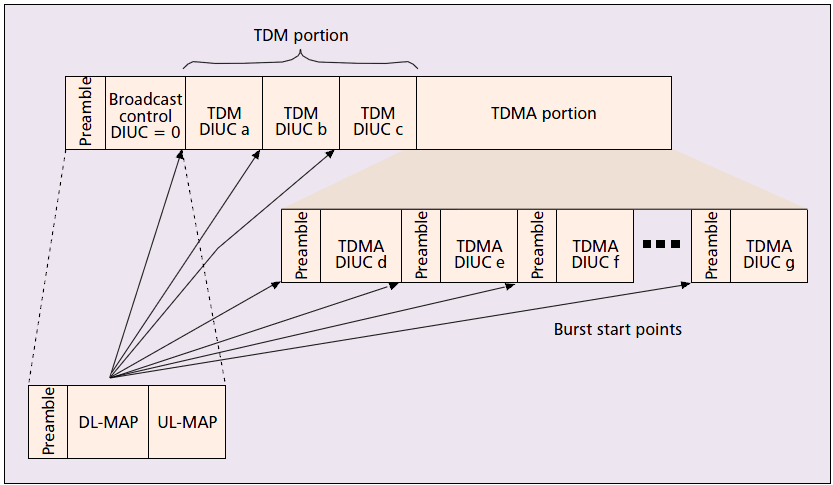 TDM portion
Preamble
Broadcast
control
DIUC = 0
TDM
DIUC a
TDM
DIUC b
TDM
DIUC c
TDMA portion
Preamble
TDMA
DIUC d
Preamble
TDMA
DIUC e
Preamble
TDMA
DIUC f
Preamble
TDMA
DIUC g
Burst start points
Preamble
DL-MAP
UL-MAP